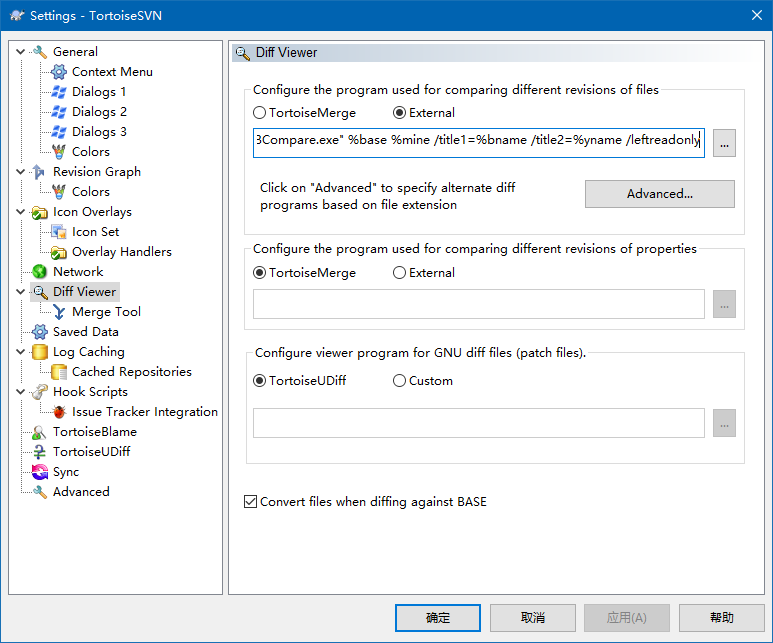 Settings - TortoiseSVN
General
Context Menu
Dialogs 1
Dialogs 2
Dialogs 3
Colors
Revision Graph
Colors
Icon Overlays
Icon Set
Overlay Handlers
Network
Diff Viewer
Merge Tool
Saved Data
Log Caching
Cached Repositories
Hook Scripts
Issue Tracker Integration
TortoiseBlame
TortoiseUDiff
Sync
Advanced
Diff Viewer
Configure the program used for comparing different revisions of files
TortoiseMerge External
3Compare.exe" %base %mine /title1=%bname /title2=%yname /leftreadonly
...
Click on "Advanced" to specify alternate diff
programs based on file extension
Advanced...
Configure the program used for comparing different revisions of properties
TortoiseMerge External
...
Configure viewer program for GNU diff files (patch files).
TortoiseUDiff Custom
...
Convert files when diffing against BASE
确定 取消 应用(A) 帮助